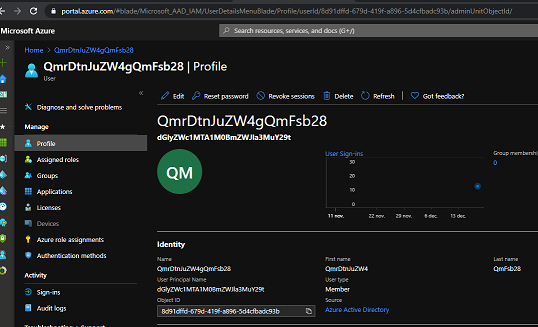 portal.azure.com/#blade/Microsoft_AAD_IAM/UserDetailsMenuBlade/Profile/userId/8d91dffd-679d-419f-a896-5d4cfbadc93b/adminUnitObjectId/
Microsoft Azure
Search resources, services, and docs (G+/)
Home > QmrDtnJuZW4gQmFsb28
QmrDtnJuZW4gQmFsb28 | Profile
User
Diagnose and solve problems
Manage
Profile
Assigned roles
Groups
Applications
Licenses
Devices
Azure role assignments
Authentication methods
Activity
Sign-ins
Audit logs
Edit
Reset password
Revoke sessions
Delete
Refresh
Got feedback?
QmrDtnJuZW4gQmFsb28
dGlyZWc1MTA1M0BmZWJla3MuY29t
QM
User Sign-ins
30
20
10
0
11 nov.
22 nov.
29 nov.
6 dec.
13 dec.
Group membershi
0
Identity
Name
QmrDtnJuZW4gQmFsb28
First name
QmrDtnJuZW4
Last name
QmFsb28
User Principal Name
dGlyZWc1MTA1M0BmZWJla3MuY29t
User type
Member
Object ID
8d91dffd-679d-419f-a896-5d4cfbadc93b
Source
Azure Active Directory